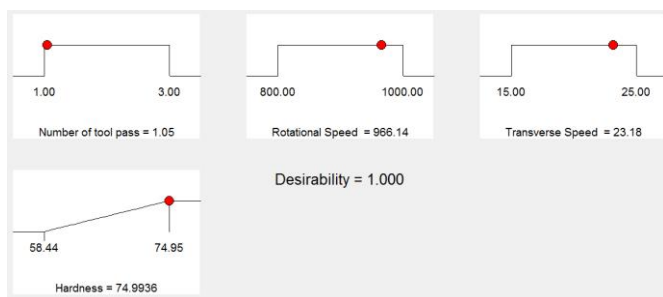 1.00 3.00
Number of tool pass = 1.05
800.00 1000.00
Rotational Speed = 966.14
15.00 25.00
Transverse Speed = 23.18
58.44 74.95
Hardness = 74.9936
Desirability = 1.000